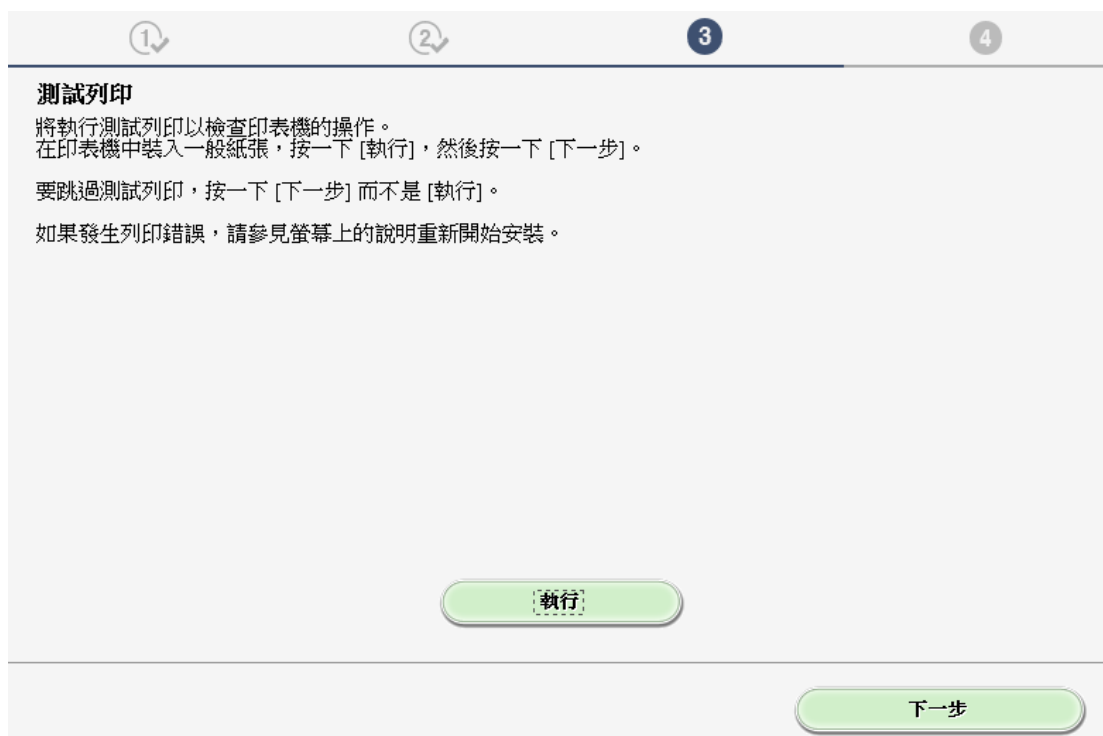 1
2
3
4
測試列印
將執行測試列印以檢查印表機的操作。
在印表機中裝入一般紙張，按一下 [執行]，然後按一下 [下一步]。
要跳過測試列印，按一下 [下一步] 而不是 [執行]。
如果發生列印錯誤，請參見螢幕上的說明重新開始安裝。
執行
下一步